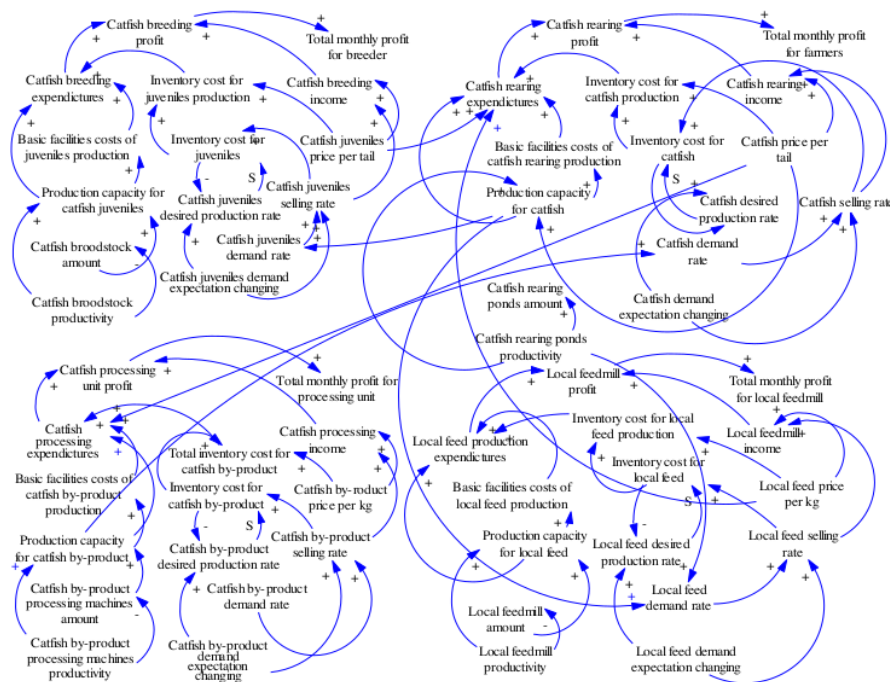 Catfish breeding
profit
Total monthly profit
for breeder
Catfish breeding
expendictures
Inventory cost for
juveniles production
Catfish breeding
income
Basic facilities costs of
juveniles production
Inventory cost for
juveniles
Catfish juveniles
price per tail
Production capacity for
catfish juveniles
Catfish juveniles
desired production rate
Catfish juveniles
selling rate
Catfish broodstock
amount
Catfish juveniles
demand rate
Catfish juveniles demand
expectation changing
Catfish broodstock
productivity
S
Catfish rearing
profit
Total monthly profit
for farmers
Catfish rearing
expendictures
Inventory cost for
catfish production
Catfish rearing
income
Basic facilities costs of
catfish rearing production
Inventory cost for
catfish
Catfish price per
tail
Production capacity
for catfish
S
Catfish desired
production rate
Catfish selling rate
Catfish demand
rate
Catfish rearing
ponds amount
Catfish demand
expectation changing
Catfish rearing ponds
productivity
Catfish processing
unit profit
Total monthly profit for
processing unit
Catfish
processing
expenditures
Total inventory cost for
catfish by-product
Catfish processing
income
Basic facilities costs of
catfish by-product
production
Inventory cost for
catfish by-product
Catfish by-roduct
price per kg
Production capacity
for catfish by-product
S
Catfish by-product
desired production rate
Catfish by-product
selling rate
Catfish by-product
processing machines
amount
Catfish by-product
demand rate
Catfish by-product
processing machines
productivity
Catfish by-product
demand
expectation
changing
Local feedmill
profit
Total monthly profit
for local feedmill
Local feed production
expendictures
Inventory cost for local
feed production
Local feedmill
income
Basic facilities costs of
local feed production
Inventory cost for
local feed
Local feed price
per kg
S
Production capacity
for local feed
Local feed desired
production rate
Local feed selling
rate
Local feedmill
amount
Local feed
demand rate
Local feedmill
productivity
Local feed demand
expectation changing